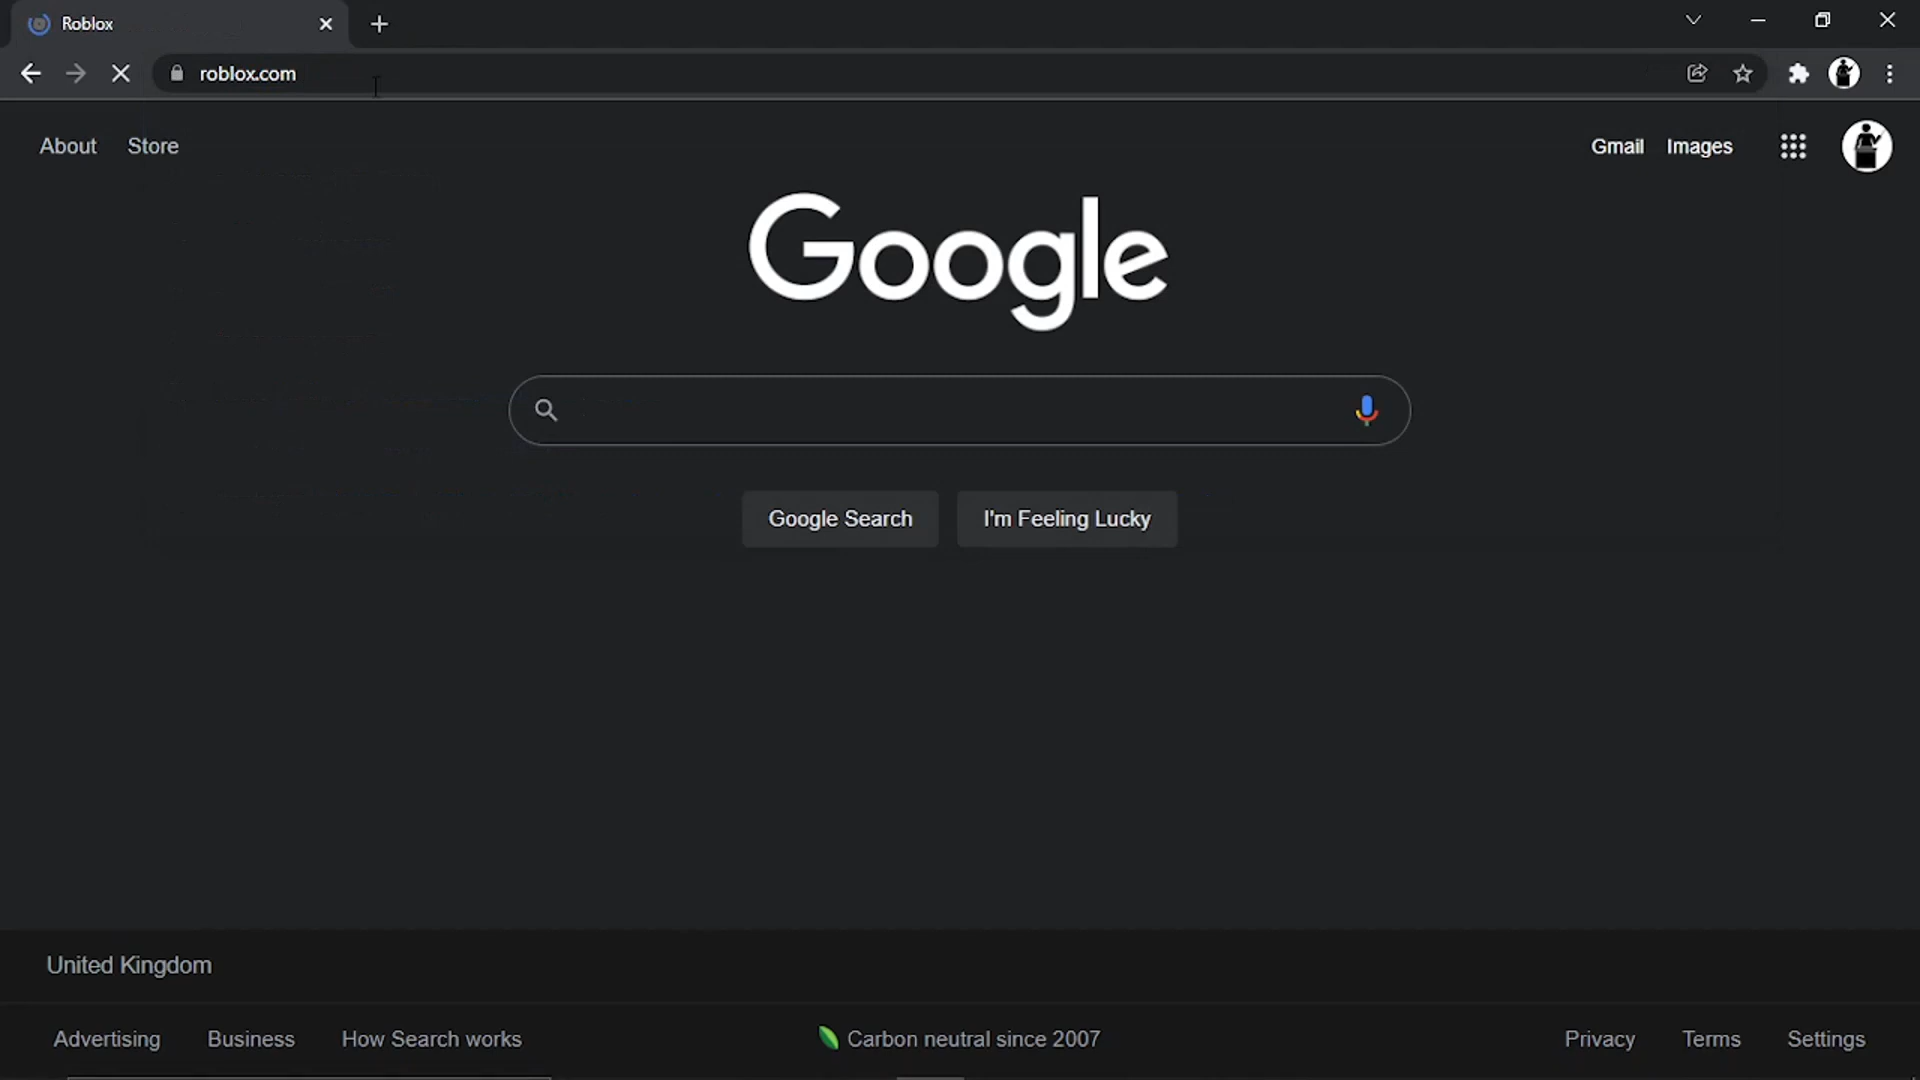 Roblox
roblox.com
About Store
Gmail Images
Google
Google Search I'm Feeling Lucky
United Kingdom
Advertising Business How Search works
Carbon neutral since 2007
Privacy Terms Settings